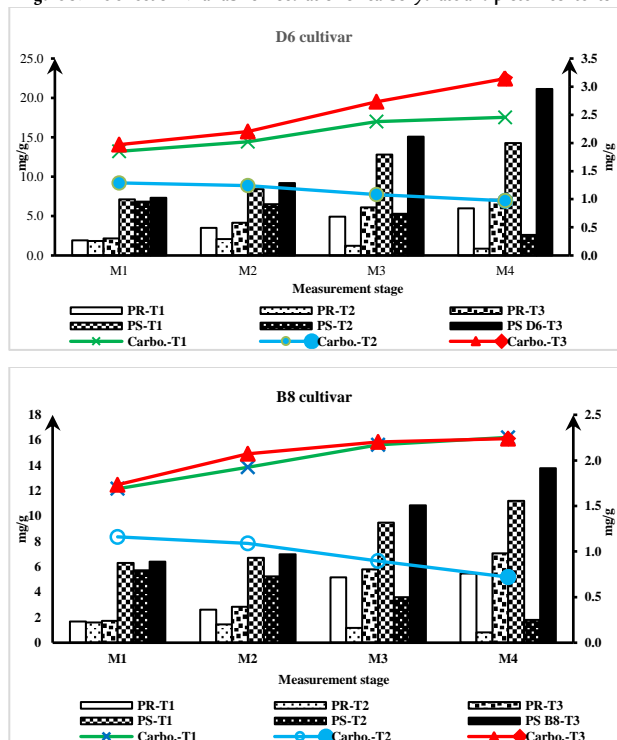 D6 cultivar
25.0
20.0
15.0
10.0
5.0
0.0
mg/g
3.5
3.0
2.5
2.0
1.5
1.0
0.5
0.0
mg/g
M1 M2 M3 M4
Measurement stage
PR-T1 PR-T2 PR-T3
PS-T1 PS-T2 PS D6-T3
Carbo.-T1 Carbo.-T2 Carbo.-T3
B8 cultivar
18
16
14
12
10
8
6
4
2
0
mg/g
2.5
2.0
1.5
1.0
0.5
0.0
mg/g
M1 M2 M3 M4
Measurement stage
PR-T1 PR-T2 PR-T3
PS-T1 PS-T2 PS B8-T3
Carbo.-T1 Carbo.-T2 Carbo.-T3